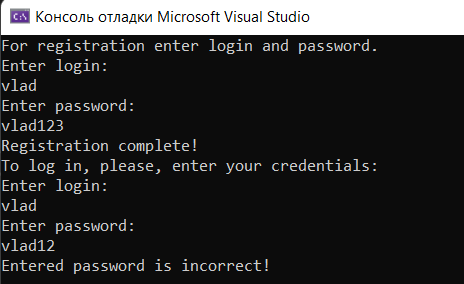 C:\ Консоль отладки Microsoft Visual Studio
For registration enter login and password.
Enter login:
vlad
Enter password:
vlad123
Registration complete!
To log in, please, enter your credentials:
Enter login:
vlad
Enter password:
vlad12
Entered password is incorrect!